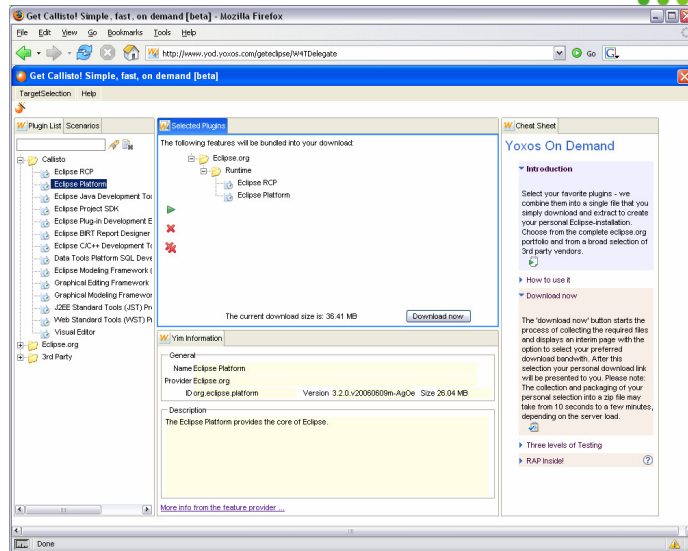 Get Callisto! Simple, fast, on demand [beta] - Mozilla Firefox
File Edit View Go Bookmarks Tools Help
http://www.yod.yoxos.com/geteclipse/W4TDelegate
Go
G
Get Callisto! Simple, fast, on demand [beta]
TargetSelection Help
Plugin List Scenarios
Callisto
Eclipse RCP
Eclipse Platform
Eclipse Java Development Too
Eclipse Project SDK
Eclipse Plug-in Development E
Eclipse BIRT Report Designer
Eclipse C/C++ Development To
Data Tools Platform SQL Deve
Eclipse Modeling Framework (
Graphical Editing Framework
Graphical Modeling Framewor
J2EE Standard Tools (JST) Pr
Web Standard Tools (WST) Pr
Visual Editor
Eclipse.org
3rd Party
Selected Plugins
The following features will be bundled into your download:
Eclipse.org
Runtime
Eclipse RCP
Eclipse Platform
The current download size is: 36.41 MB
Download now
Yim Information
General
Name Eclipse Platform
Provider Eclipse.org
ID org.eclipse.platform Version 3.2.0.v20060609m-AgOe Size 26.04 MB
Description
The Eclipse Platform provides the core of Eclipse.
More info from the feature provider ...
Cheat Sheet
Yoxos On Demand
Introduction
Select your favorite plugins - we
combine them into a single file that you
simply download and extract to create
your personal Eclipse-installation.
Choose from the complete eclipse.org
portfolio and from a broad selection of
3rd party vendors.
How to use it
Download now
The 'download now' button starts the
process of collecting the required files
and displays an interim page with the
option to select your preferred
download bandwith. After this
selection your personal download link
will be presented to you. Please note:
The collection and packaging of your
personal selection into a zip file may
take from 10 seconds to a few minutes,
depending on the server load.
Three levels of Testing
RAP Inside!
Done